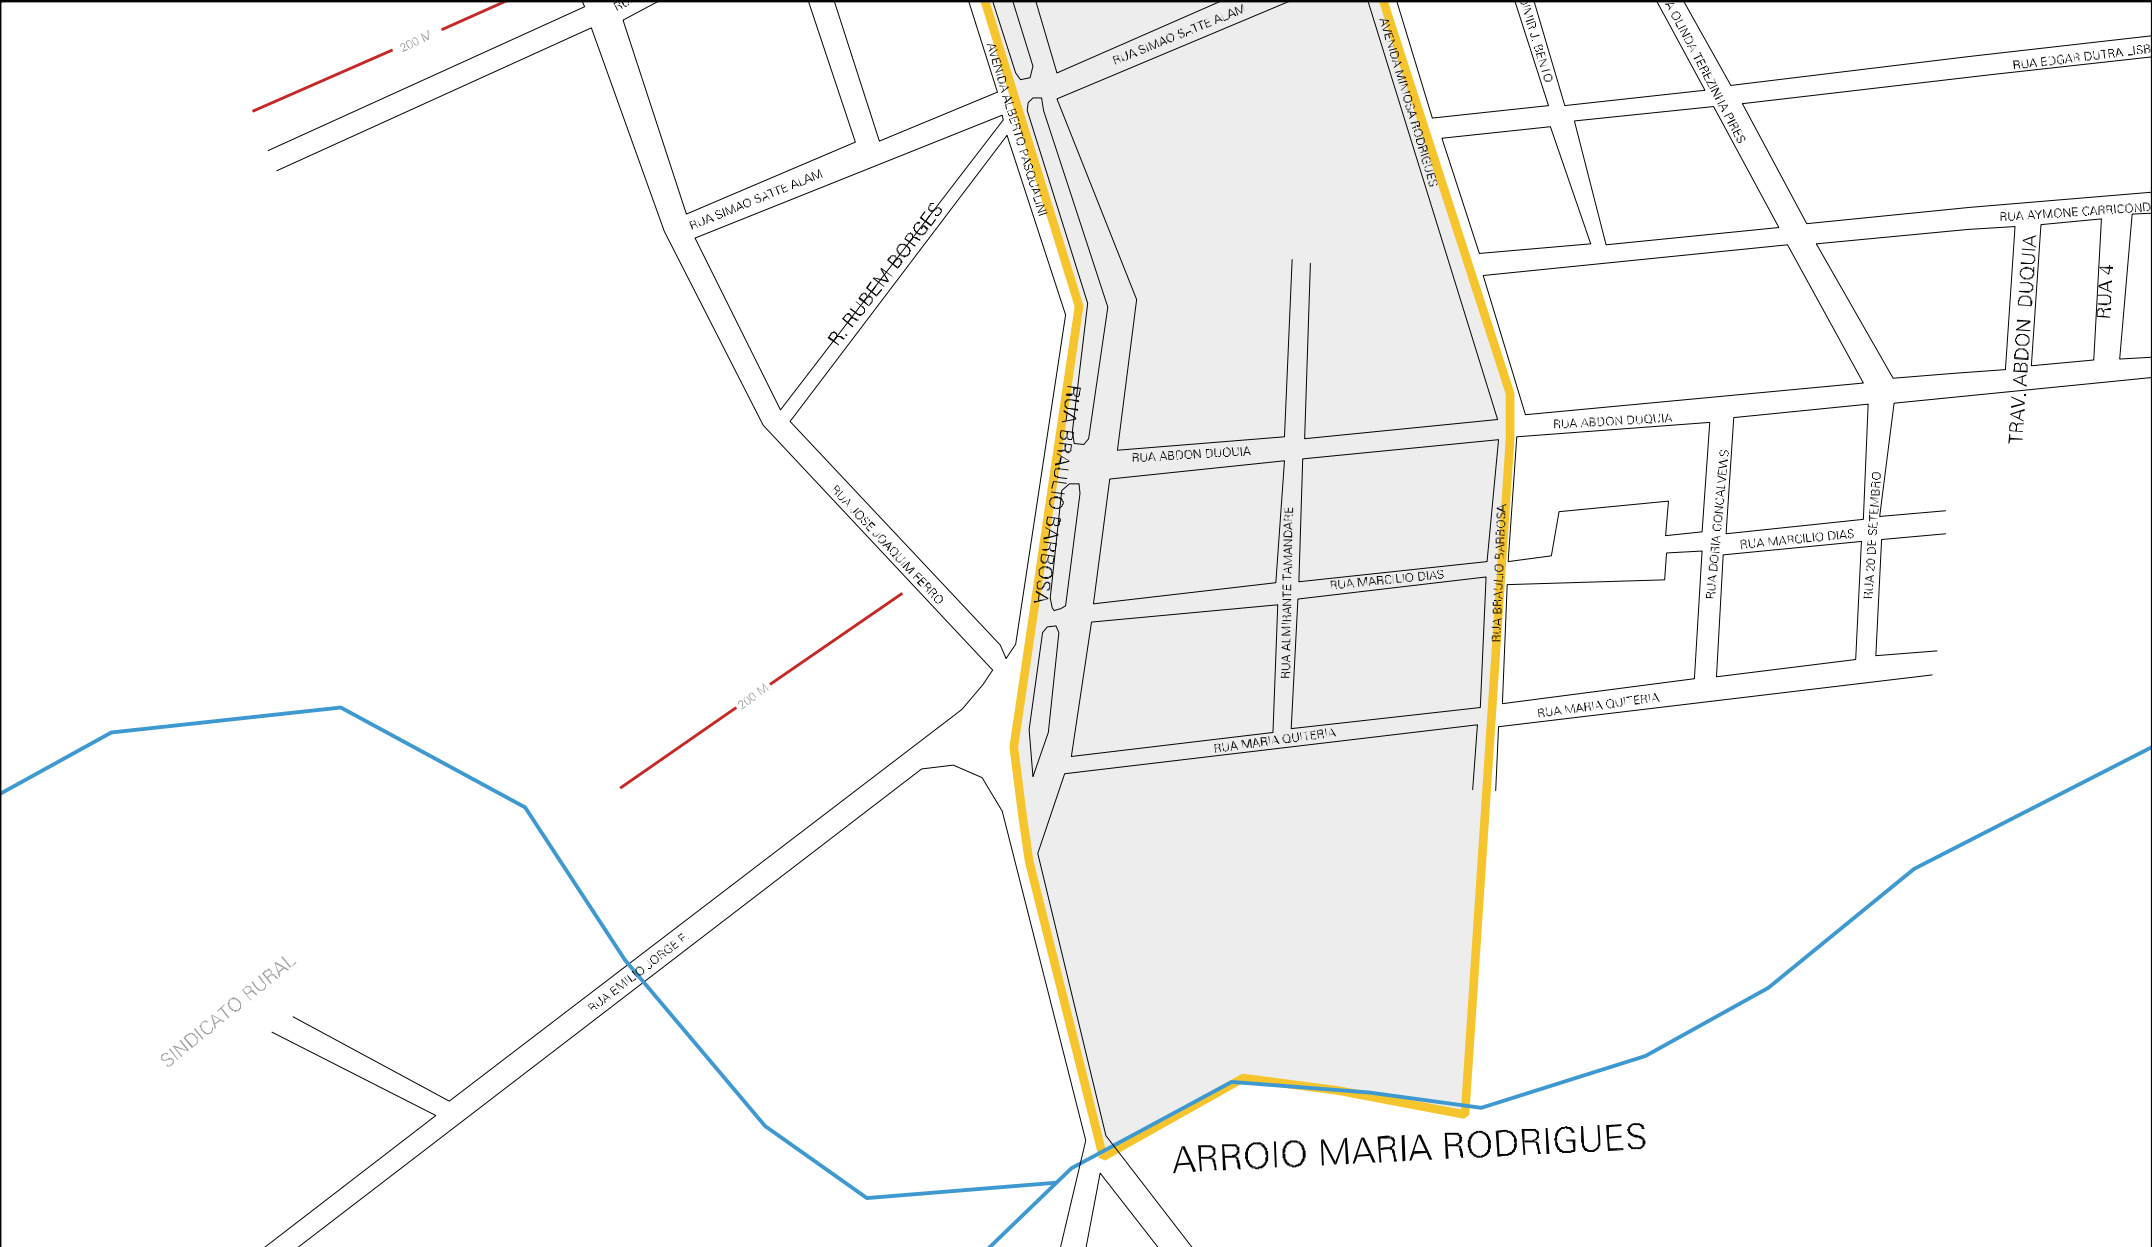 200 M
RUA SIMAO SATTE ALAM
AVENIDA ALBERTO PASQUALINI
AVENIDA MIMOSA RODRIGUES
J. BENTO
OLINDA TEREZINHA PIRES
RUA EDGAR DUTRA LISB
RUA SIMAO SATTE ALAM
R. RUBEM BORGES
RUA AYMONE CARRICOND
TRAV. ABDON DUQUIA
RUA 4
RUA BRAULIO BARBOSA
RUA ABDON DUQUIA
RUA ABDON DUQUIA
RUA JOSE JOAQUIM FERRO
RUA ALMIRANTE TAMANDARE
RUA BRAULIO BARBOSA
RUA DORIA GONCALVEWS
RUA 20 DE SETEMBRO
RUA MARCILIO DIAS
RUA MARCILIO DIAS
200 M
RUA MARIA QUITERIA
RUA MARIA QUITERIA
RUA EMILIO JORGE F.
SINDICATO RURAL
ARROIO MARIA RODRIGUES